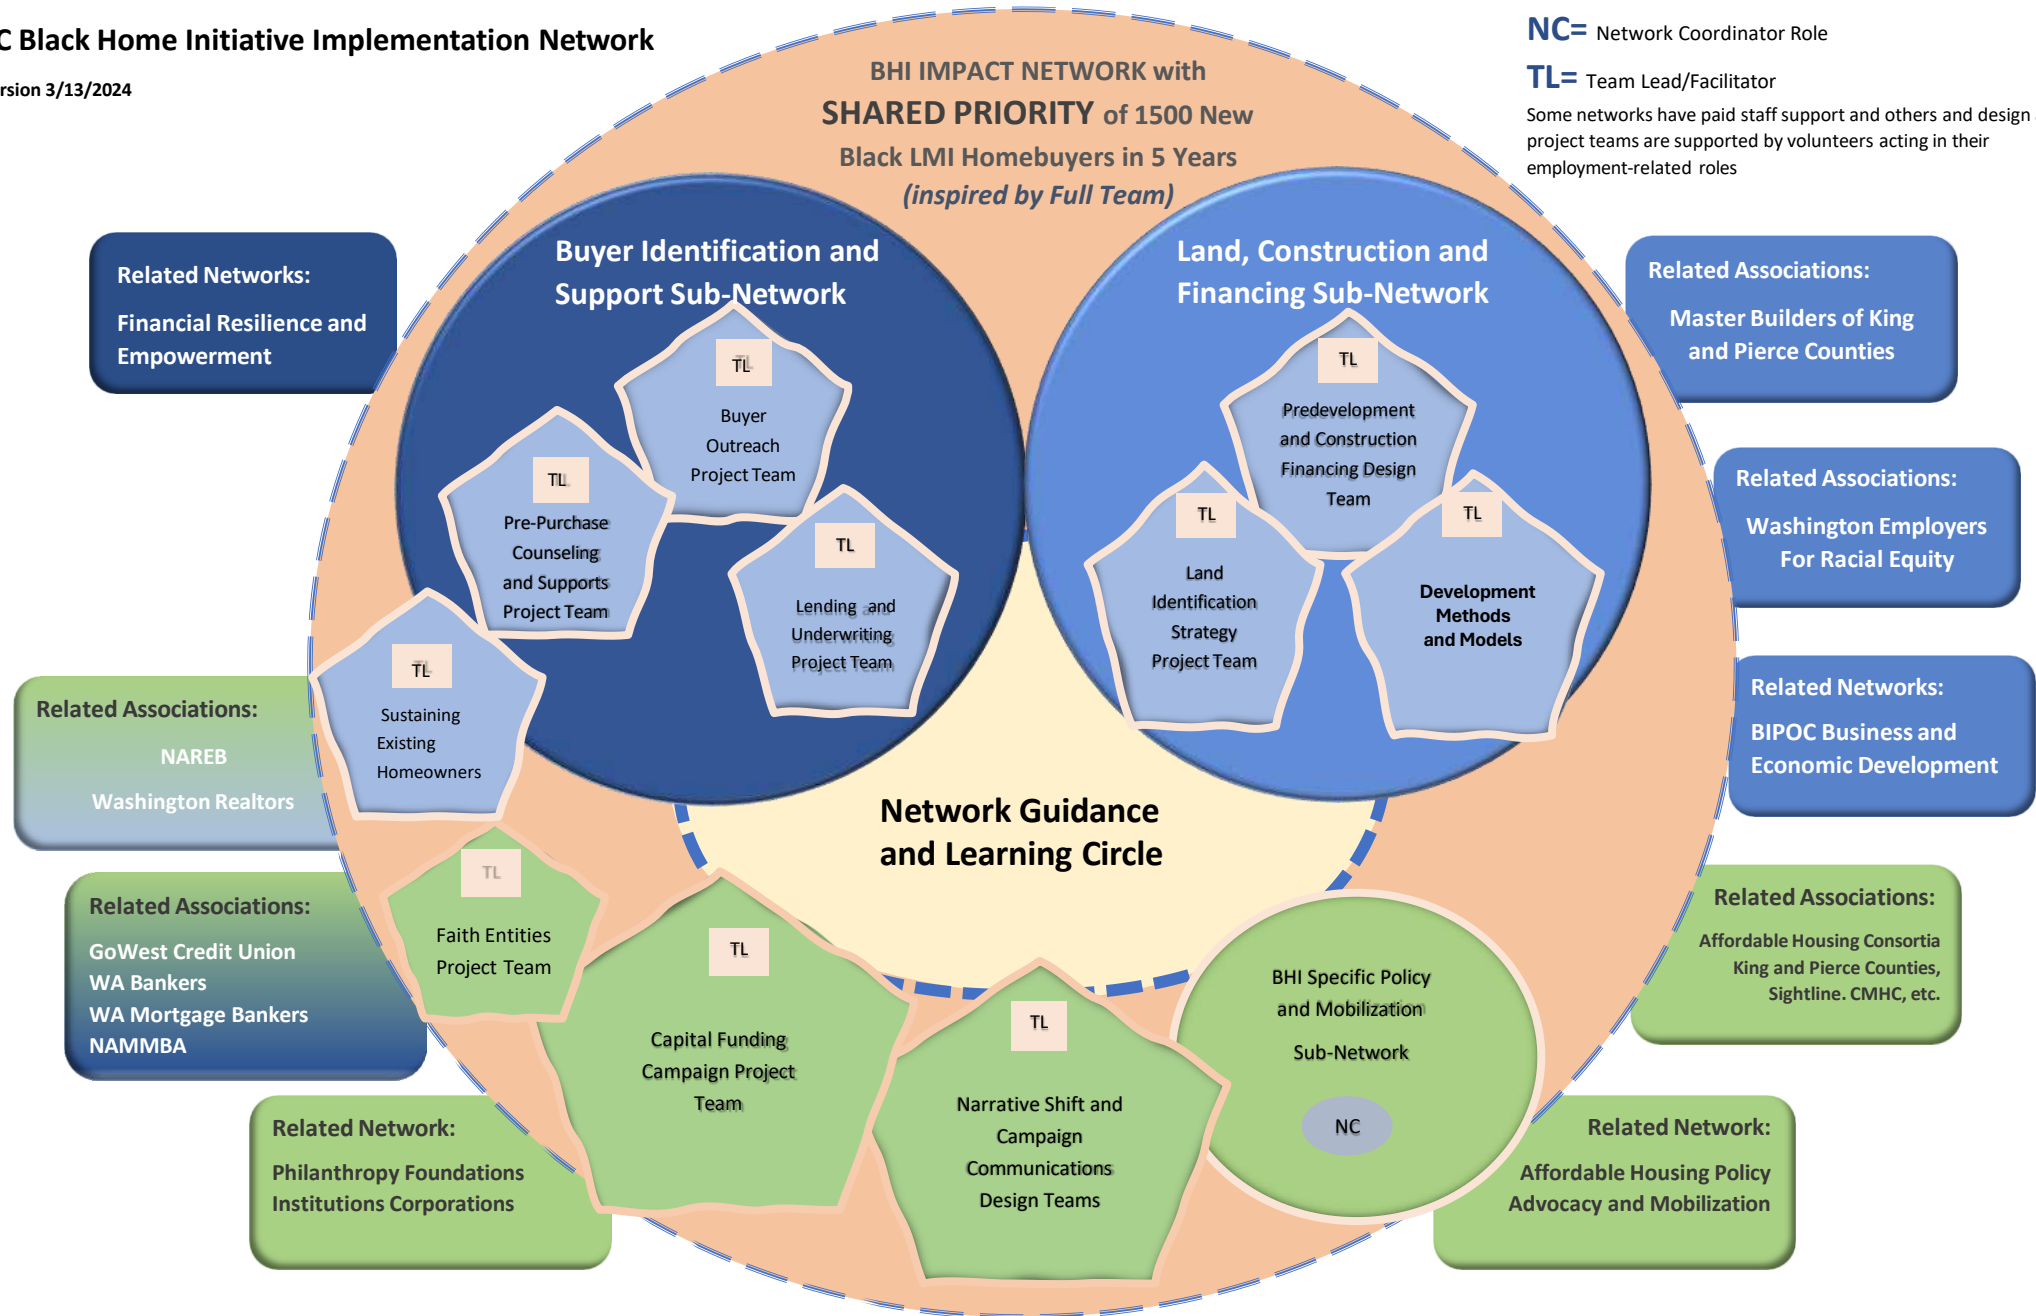 C Black Home Initiative Implementation Network
rsion 3/13/2024
BHI IMPACT NETWORK with
SHARED PRIORITY of 1500 New
Black LMI Homebuyers in 5 Years
(inspired by Full Team)
NC= Network Coordinator Role
TL= Team Lead/Facilitator
Some networks have paid staff support and others and design
project teams are supported by volunteers acting in their
employment-related roles
Buyer Identification and
Support Sub-Network
TL
Buyer
Outreach
Project Team
TL
Pre-Purchase
Counseling
and Supports
Project Team
TL
Lending and
Underwriting
Project Team
TL
Sustaining
Existing
Homeowners
Land, Construction and
Financing Sub-Network
TL
Predevelopment
and Construction
Financing Design
Team
TL
Land
Identification
Strategy
Project Team
TL
Development
Methods
and Models
Network Guidance
and Learning Circle
TL
Faith Entities
Project Team
TL
Capital Funding
Campaign Project
Team
TL
Narrative Shift and
Campaign
Communications
Design Teams
BHI Specific Policy
and Mobilization
Sub-Network
NC
Related Networks:
Financial Resilience and
Empowerment
Related Associations:
NAREB
Washington Realtors
Related Associations:
GoWest Credit Union
WA Bankers
WA Mortgage Bankers
NAMMBA
Related Network:
Philanthropy Foundations
Institutions Corporations
Related Associations:
Master Builders of King
and Pierce Counties
Related Associations:
Washington Employers
For Racial Equity
Related Networks:
BIPOC Business and
Economic Development
Related Associations:
Affordable Housing Consortia
King and Pierce Counties,
Sightline. CMHC, etc.
Related Network:
Affordable Housing Policy
Advocacy and Mobilization